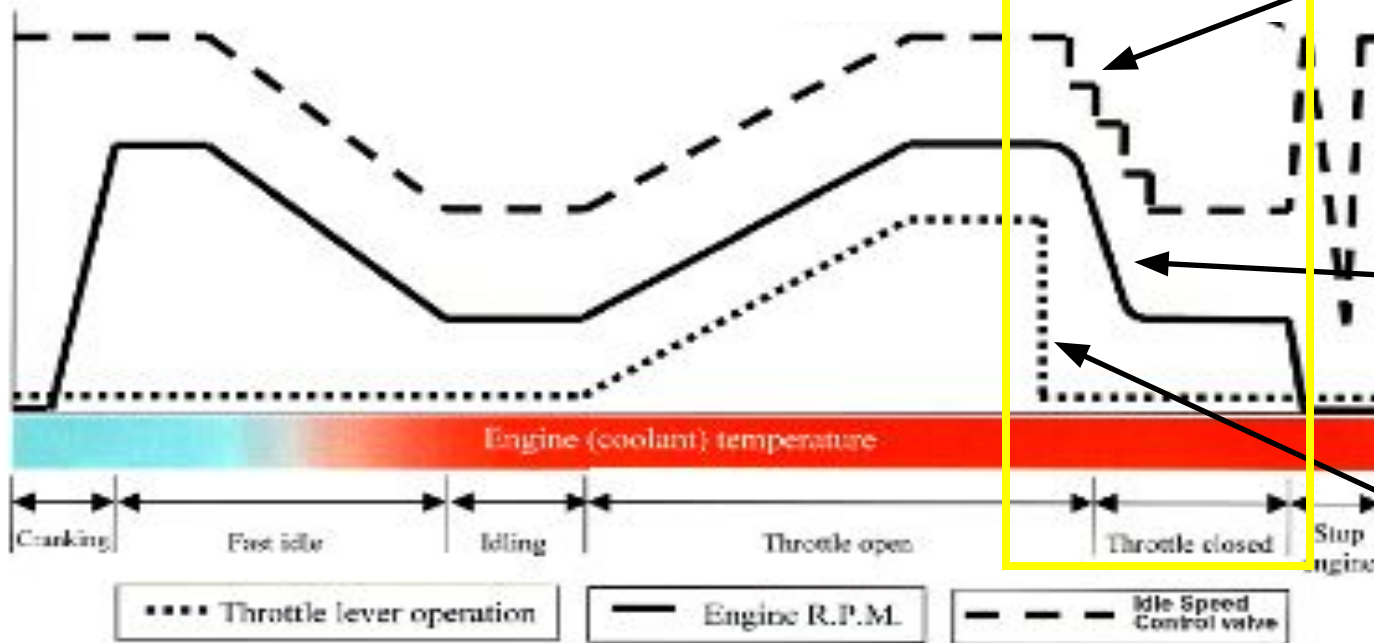 Engine (coolant) temperature
Cranking
Fast idle
Idling
Throttle open
Throttle closed
Stop
engine
Throttle lever operation
Engine R.P.M.
Idle Speed
Control valve